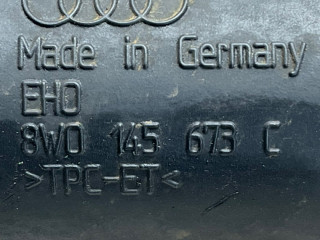 Made in Germany
EHO
8W0 145 673 C
>TPC-ET<